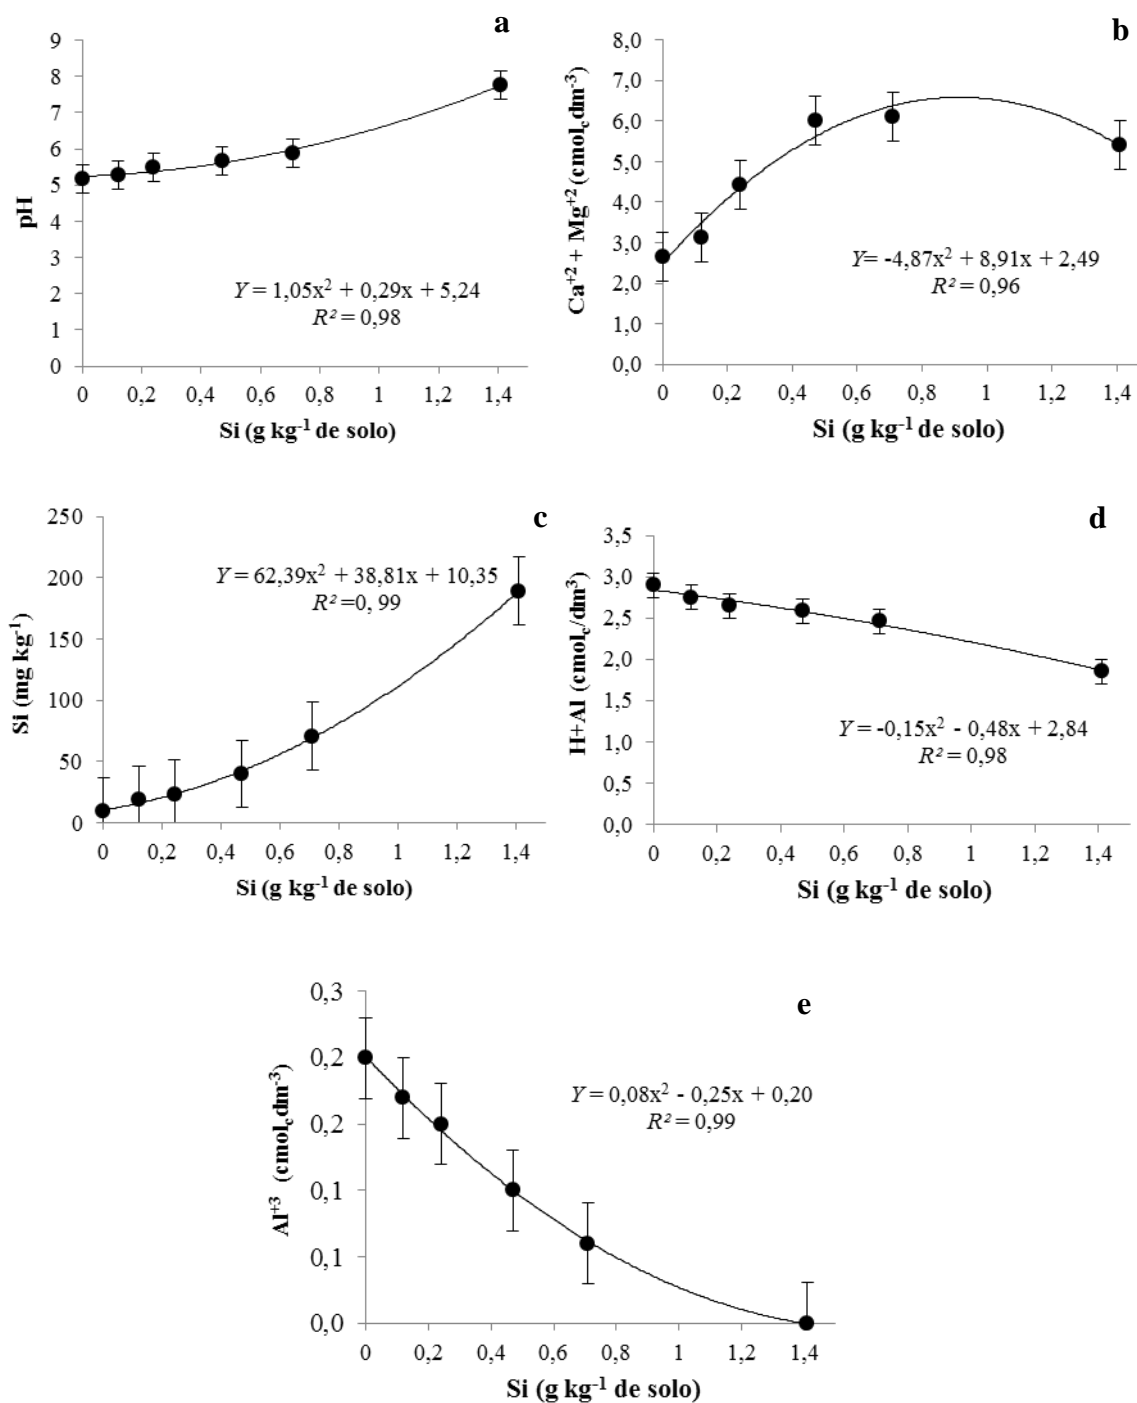 a
9
8
7
6
5
4
3
2
1
0
pH
Y = 1,05x² + 0,29x + 5,24
R² = 0,98
0 0,2 0,4 0,6 0,8 1 1,2 1,4
Si (g kg⁻¹ de solo)
b
8,0
7,0
6,0
5,0
4,0
3,0
2,0
1,0
0,0
Ca⁺² + Mg⁺² (cmol꜀dm⁻³)
Y= -4,87x² + 8,91x + 2,49
R² = 0,96
0 0,2 0,4 0,6 0,8 1 1,2 1,4
Si (g kg⁻¹ de solo)
c
250
200
150
100
50
0
Si (mg kg⁻¹)
Y = 62,39x² + 38,81x + 10,35
R² =0, 99
0 0,2 0,4 0,6 0,8 1 1,2 1,4
Si (g kg⁻¹ de solo)
d
3,5
3,0
2,5
2,0
1,5
1,0
0,5
0,0
H+Al (cmol꜀/dm³)
Y = -0,15x² - 0,48x + 2,84
R² = 0,98
0 0,2 0,4 0,6 0,8 1 1,2 1,4
Si (g kg⁻¹ de solo)
e
0,3
0,2
0,2
0,1
0,1
0,0
Al⁺³ (cmol꜀dm⁻³)
Y = 0,08x² - 0,25x + 0,20
R² = 0,99
0 0,2 0,4 0,6 0,8 1 1,2 1,4
Si (g kg⁻¹ de solo)